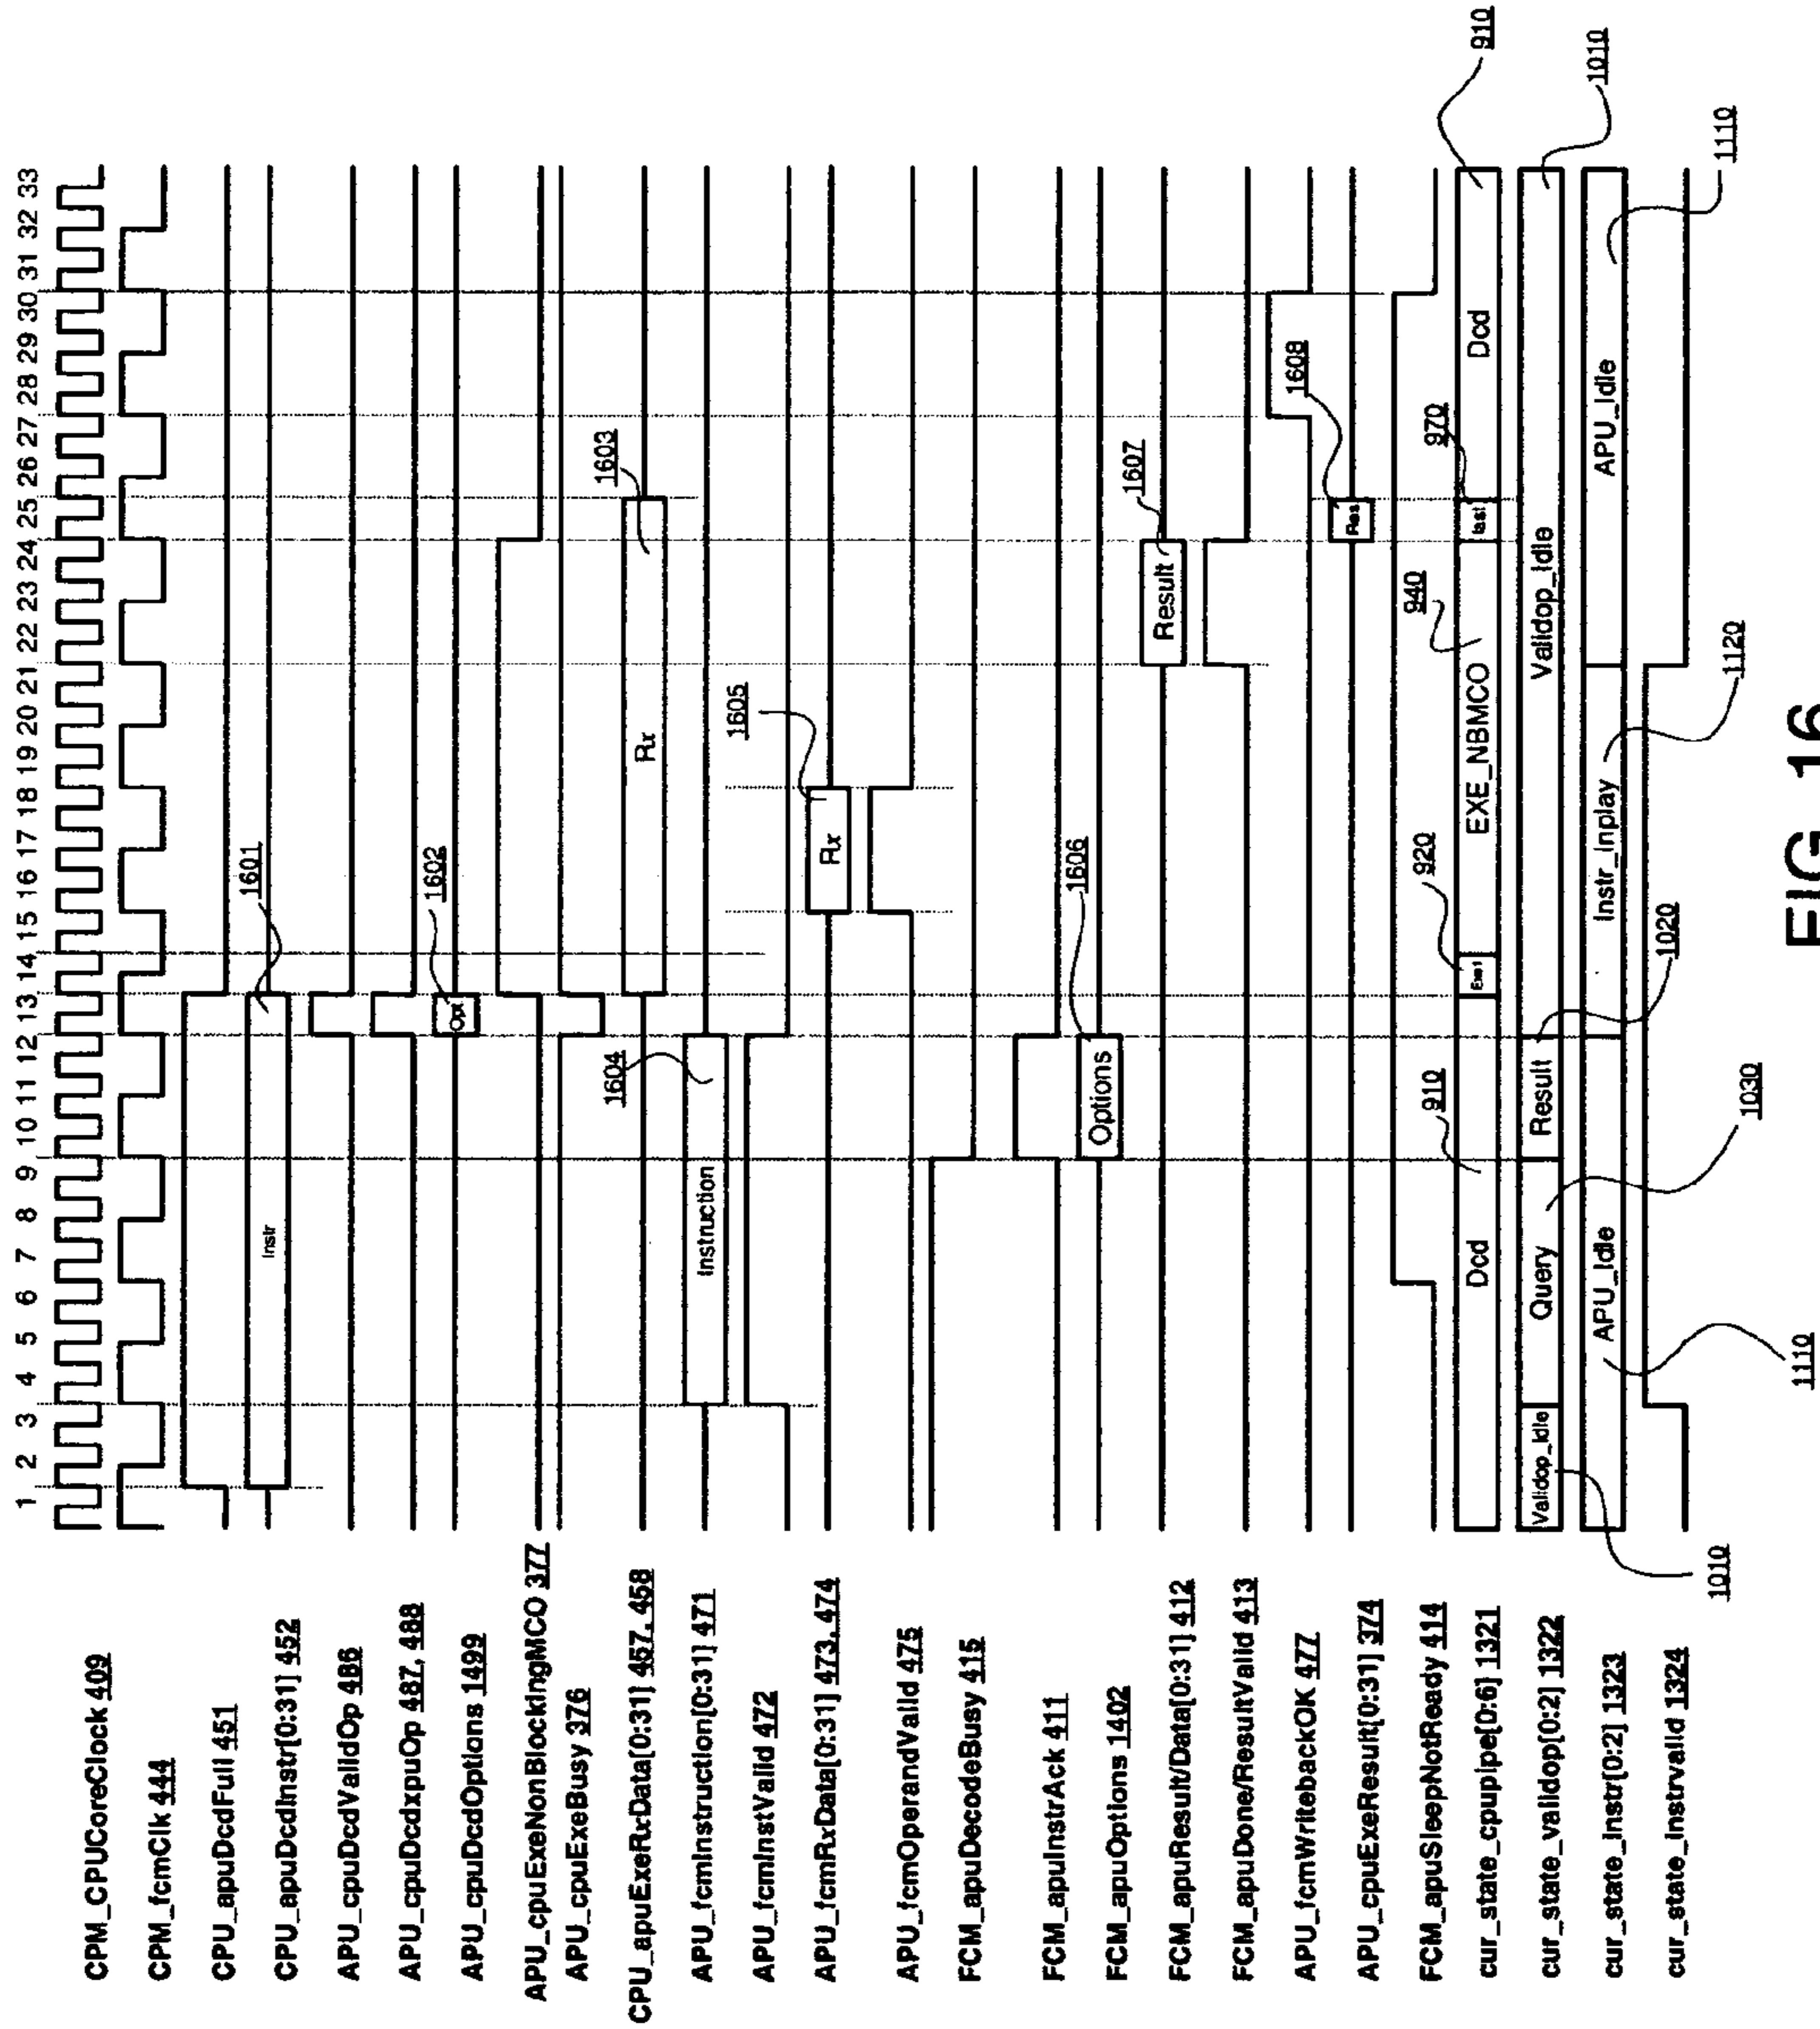 1 2 3 4 5 6 7 8 9 10 11 12 13 14 15 16 17 18 19 20 21 22 23 24 25 26 27 28 29 30 31 32 33
CPM_CPUCoreClock 409
CPM_fcmClk 444
CPU_apuDcdFull 451
CPU_apuDcdInstr[0:31] 452
Instr
1601
APU_cpuDcdValidOp 486
APU_cpuDcdxpuOp 487, 488
APU_cpuDcdOptions 1499
Opt
1602
APU_cpuExeNonBlockingMCO 377
APU_cpuExeBusy 376
CPU_apuExeRxData[0:31] 457, 458
Rx
1603
APU_fcmInstruction[0:31] 471
Instruction
1604
APU_fcmInstValid 472
APU_fcmRxData[0:31] 473, 474
Rx
1605
APU_fcmOperandValid 475
FCM_apuDecodeBusy 415
FCM_apuInstrAck 411
FCM_apuOptions 1402
Options
1606
FCM_apuResult/Data[0:31] 412
Result
1607
FCM_apuDone/ResultValid 413
APU_fcmWritebackOK 477
APU_cpuExeResult[0:31] 374
Res
1608
FCM_apuSleepNotReady 414
cur_state_cpupipe[0:6] 1321
Dcd
910
Exe1
920
EXE_NBMCO
940
last
970
Dcd
910
cur_state_validop[0:2] 1322
Validop_Idle
1010
Query
1030
Result
1020
Validop_Idle
1010
cur_state_instr[0:2] 1323
APU_Idle
1110
Instr_Inplay
1120
APU_Idle
1110
cur_state_instrvalid 1324
FIG. 16